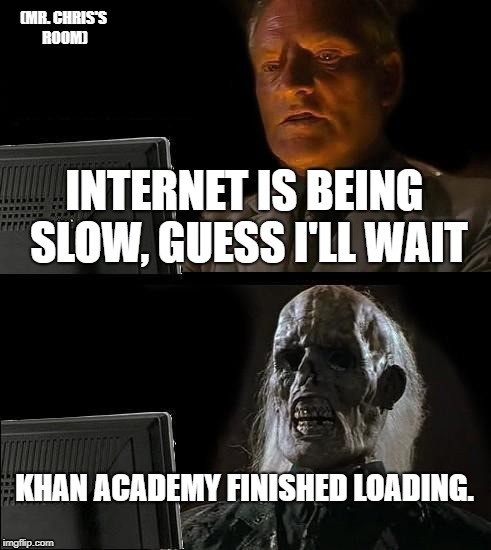 (MR. CHRIS'S
ROOM)
INTERNET IS BEING
SLOW, GUESS I'LL WAIT
KHAN ACADEMY FINISHED LOADING.
imgflip.com